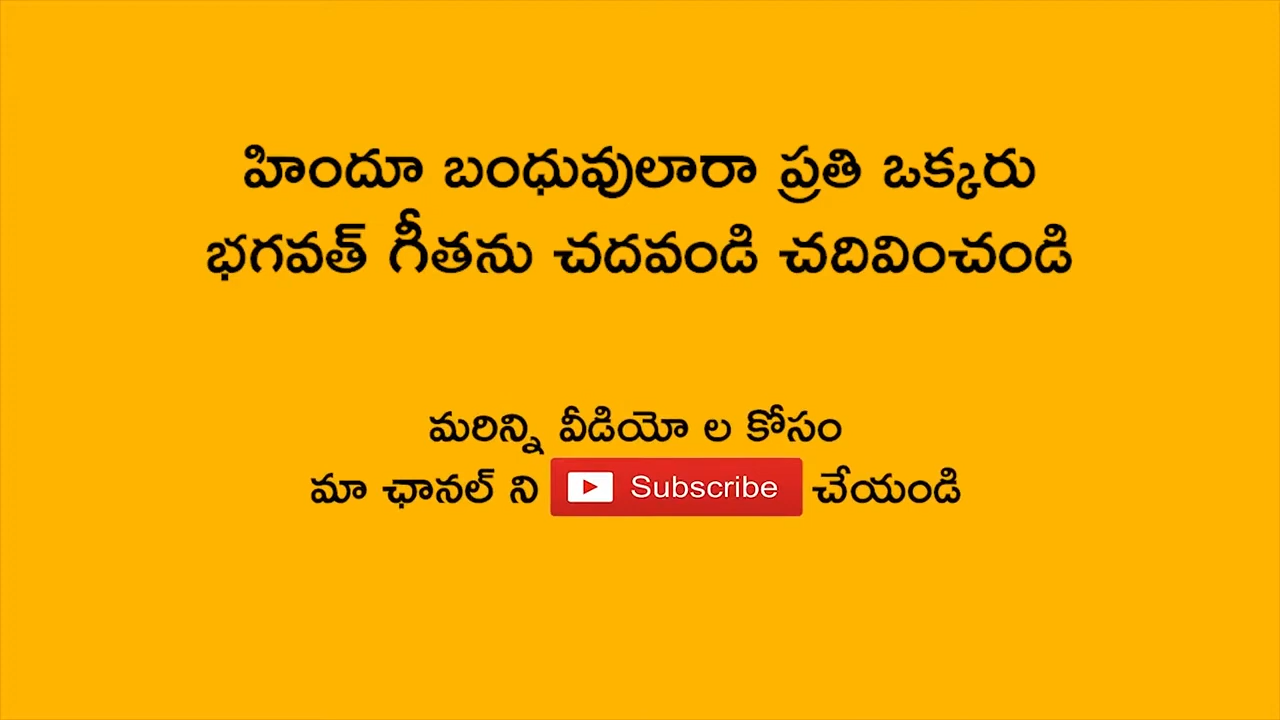 హిందూ బంధువులారా ప్రతి ఒక్కరు
భగవత్ గీతను చదవండి చదివించండి
మరిన్ని వీడియో ల కోసం
మా ఛానల్ ని Subscribe చేయండి